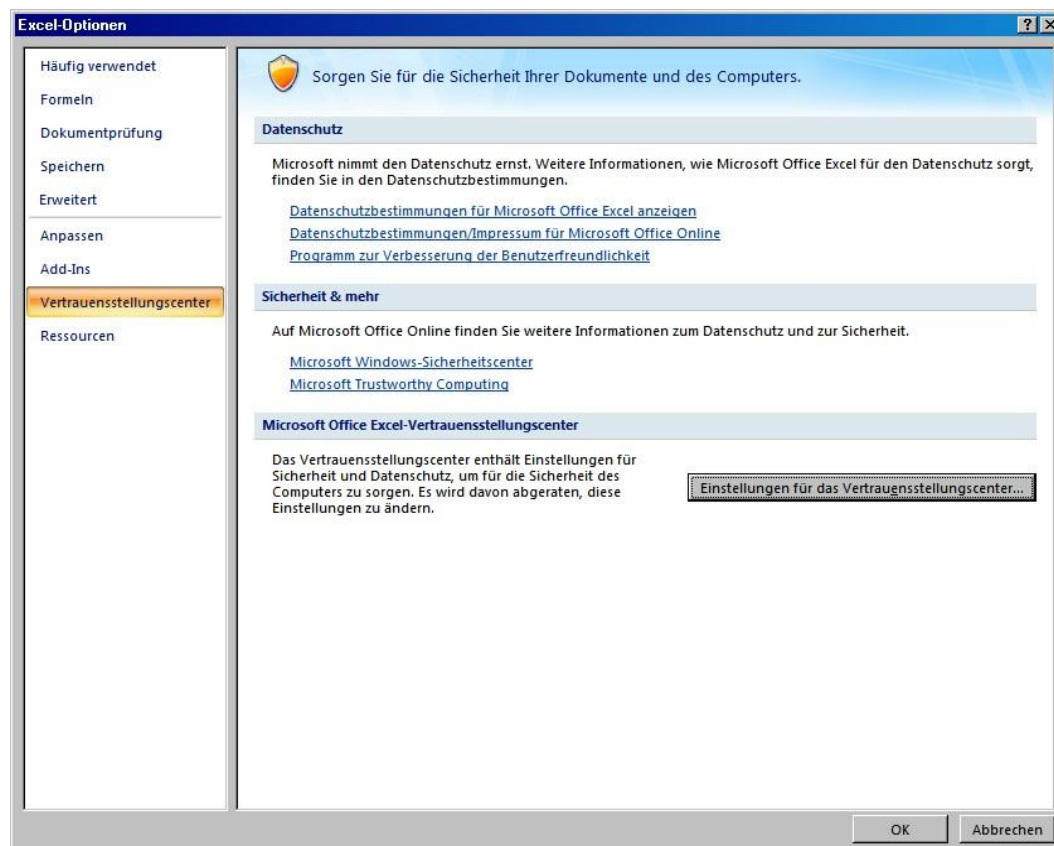 Excel-Optionen
Häufig verwendet
Formeln
Dokumentprüfung
Speichern
Erweitert
Anpassen
Add-Ins
Vertrauensstellungscenter
Ressourcen
Sorgen Sie für die Sicherheit Ihrer Dokumente und des Computers.
Datenschutz
Microsoft nimmt den Datenschutz ernst. Weitere Informationen, wie Microsoft Office Excel für den Datenschutz sorgt,
finden Sie in den Datenschutzbestimmungen.
Datenschutzbestimmungen für Microsoft Office Excel anzeigen
Datenschutzbestimmungen/Impressum für Microsoft Office Online
Programm zur Verbesserung der Benutzerfreundlichkeit
Sicherheit & mehr
Auf Microsoft Office Online finden Sie weitere Informationen zum Datenschutz und zur Sicherheit.
Microsoft Windows-Sicherheitscenter
Microsoft Trustworthy Computing
Microsoft Office Excel-Vertrauensstellungscenter
Das Vertrauensstellungscenter enthält Einstellungen für
Sicherheit und Datenschutz, um für die Sicherheit des
Computers zu sorgen. Es wird davon abgeraten, diese
Einstellungen zu ändern.
Einstellungen für das Vertrauensstellungscenter...
OK
Abbrechen